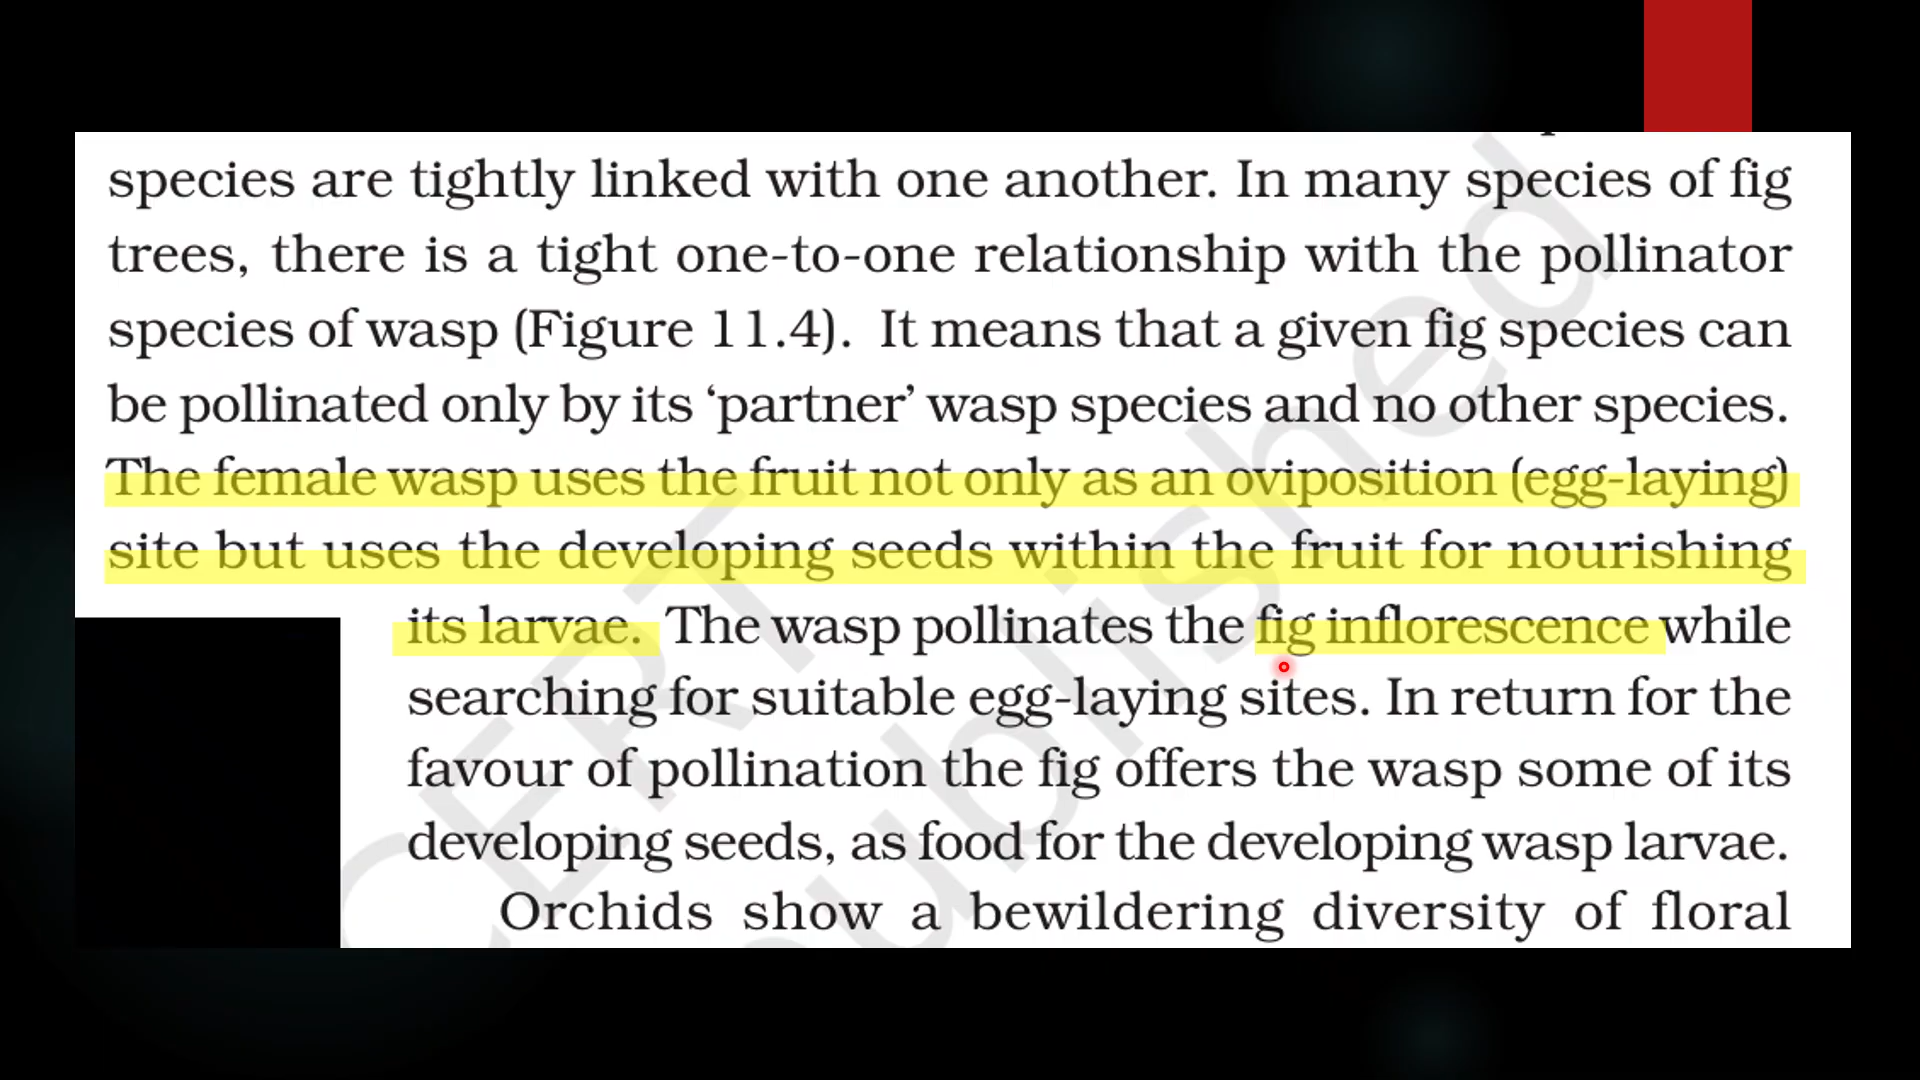 species are tightly linked with one another. In many species of fig
trees, there is a tight one-to-one relationship with the pollinator
species of wasp (Figure 11.4). It means that a given fig species can
be pollinated only by its ‘partner’ wasp species and no other species.
The female wasp uses the fruit not only as an oviposition (egg-laying)
site but uses the developing seeds within the fruit for nourishing
its larvae. The wasp pollinates the fig inflorescence while
searching for suitable egg-laying sites. In return for the
favour of pollination the fig offers the wasp some of its
developing seeds, as food for the developing wasp larvae.
Orchids show a bewildering diversity of floral